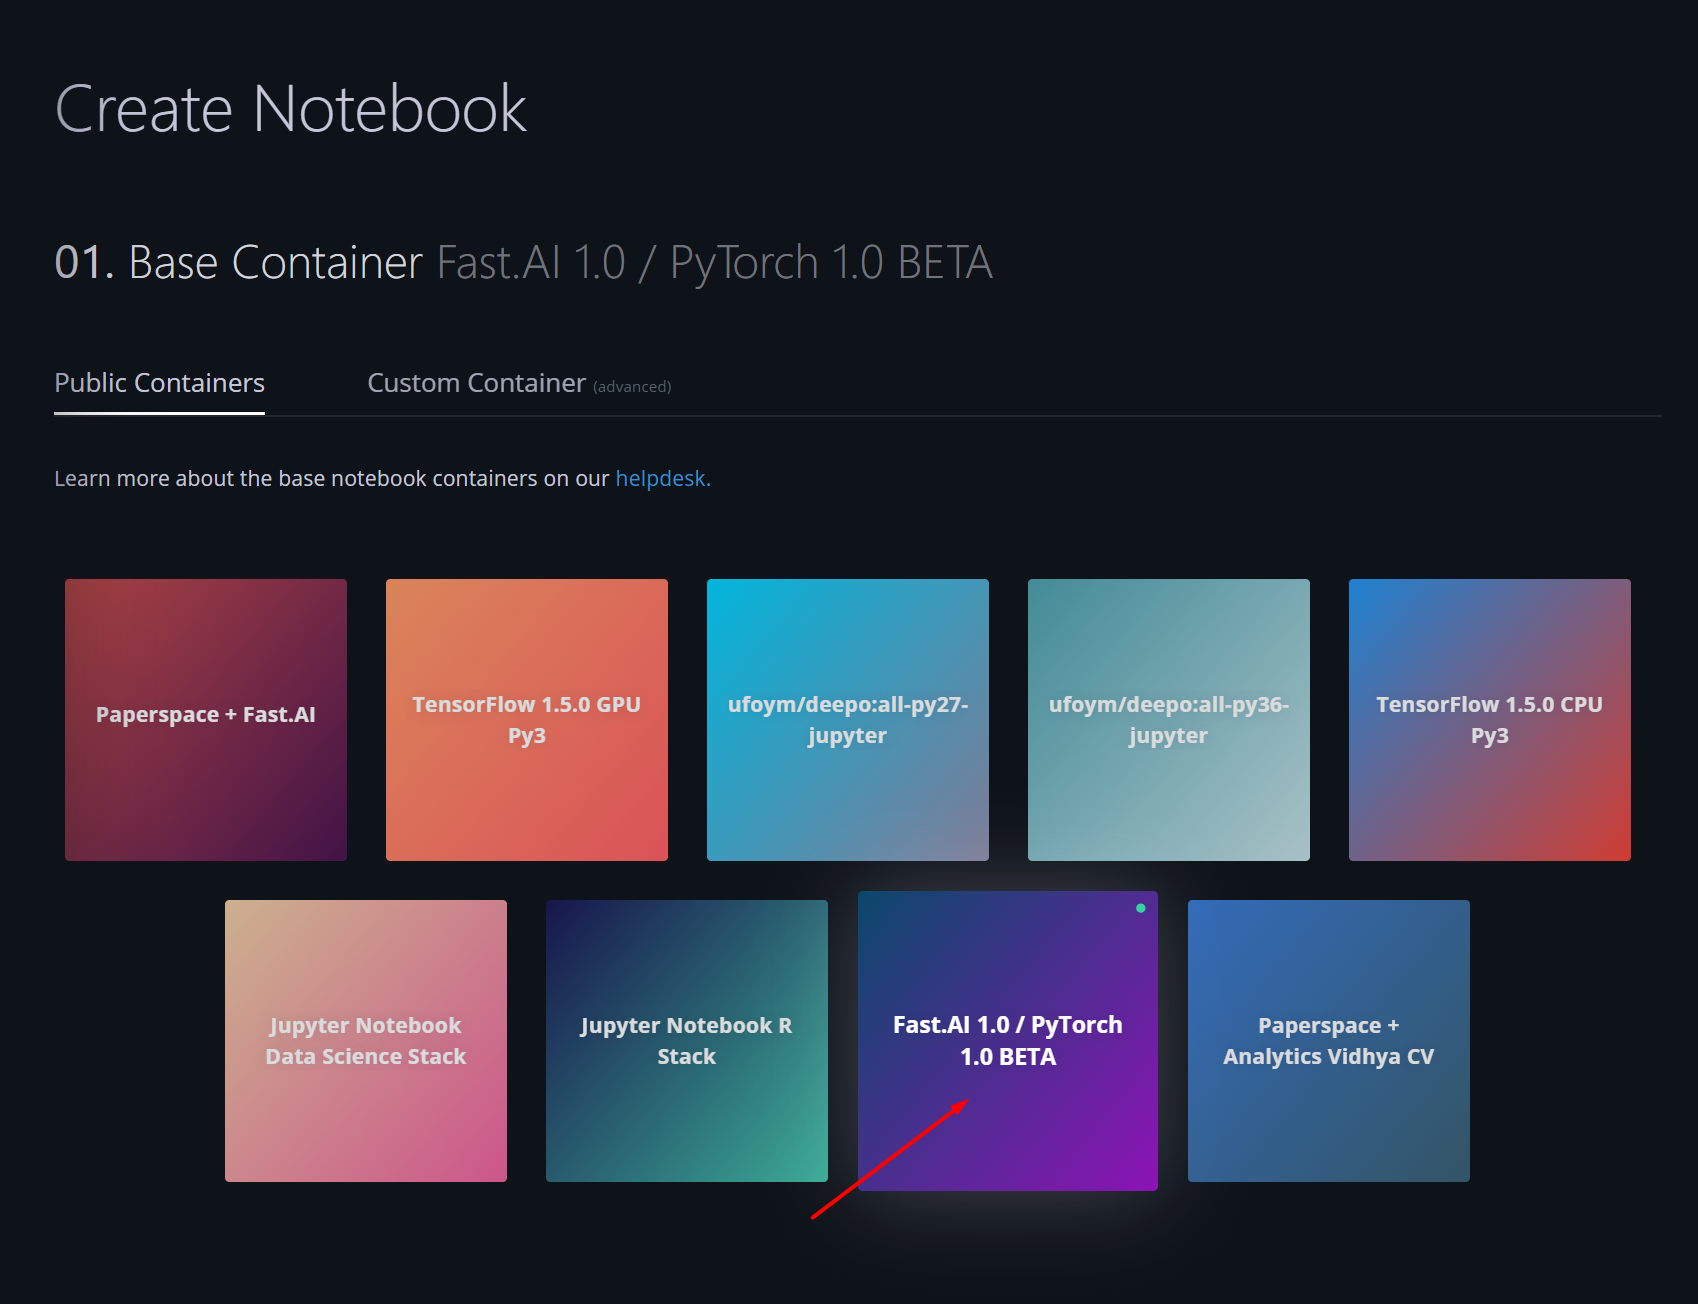 Create Notebook
01. Base Container Fast.AI 1.0 / PyTorch 1.0 BETA
Public Containers
Custom Container (advanced)
Learn more about the base notebook containers on our helpdesk.
Paperspace + Fast.AI
TensorFlow 1.5.0 GPU
Py3
ufoym/deepo:all-py27-
jupyter
ufoym/deepo:all-py36-
jupyter
TensorFlow 1.5.0 CPU
Py3
Jupyter Notebook
Data Science Stack
Jupyter Notebook R
Stack
Fast.AI 1.0 / PyTorch
1.0 BETA
Paperspace +
Analytics Vidhya CV